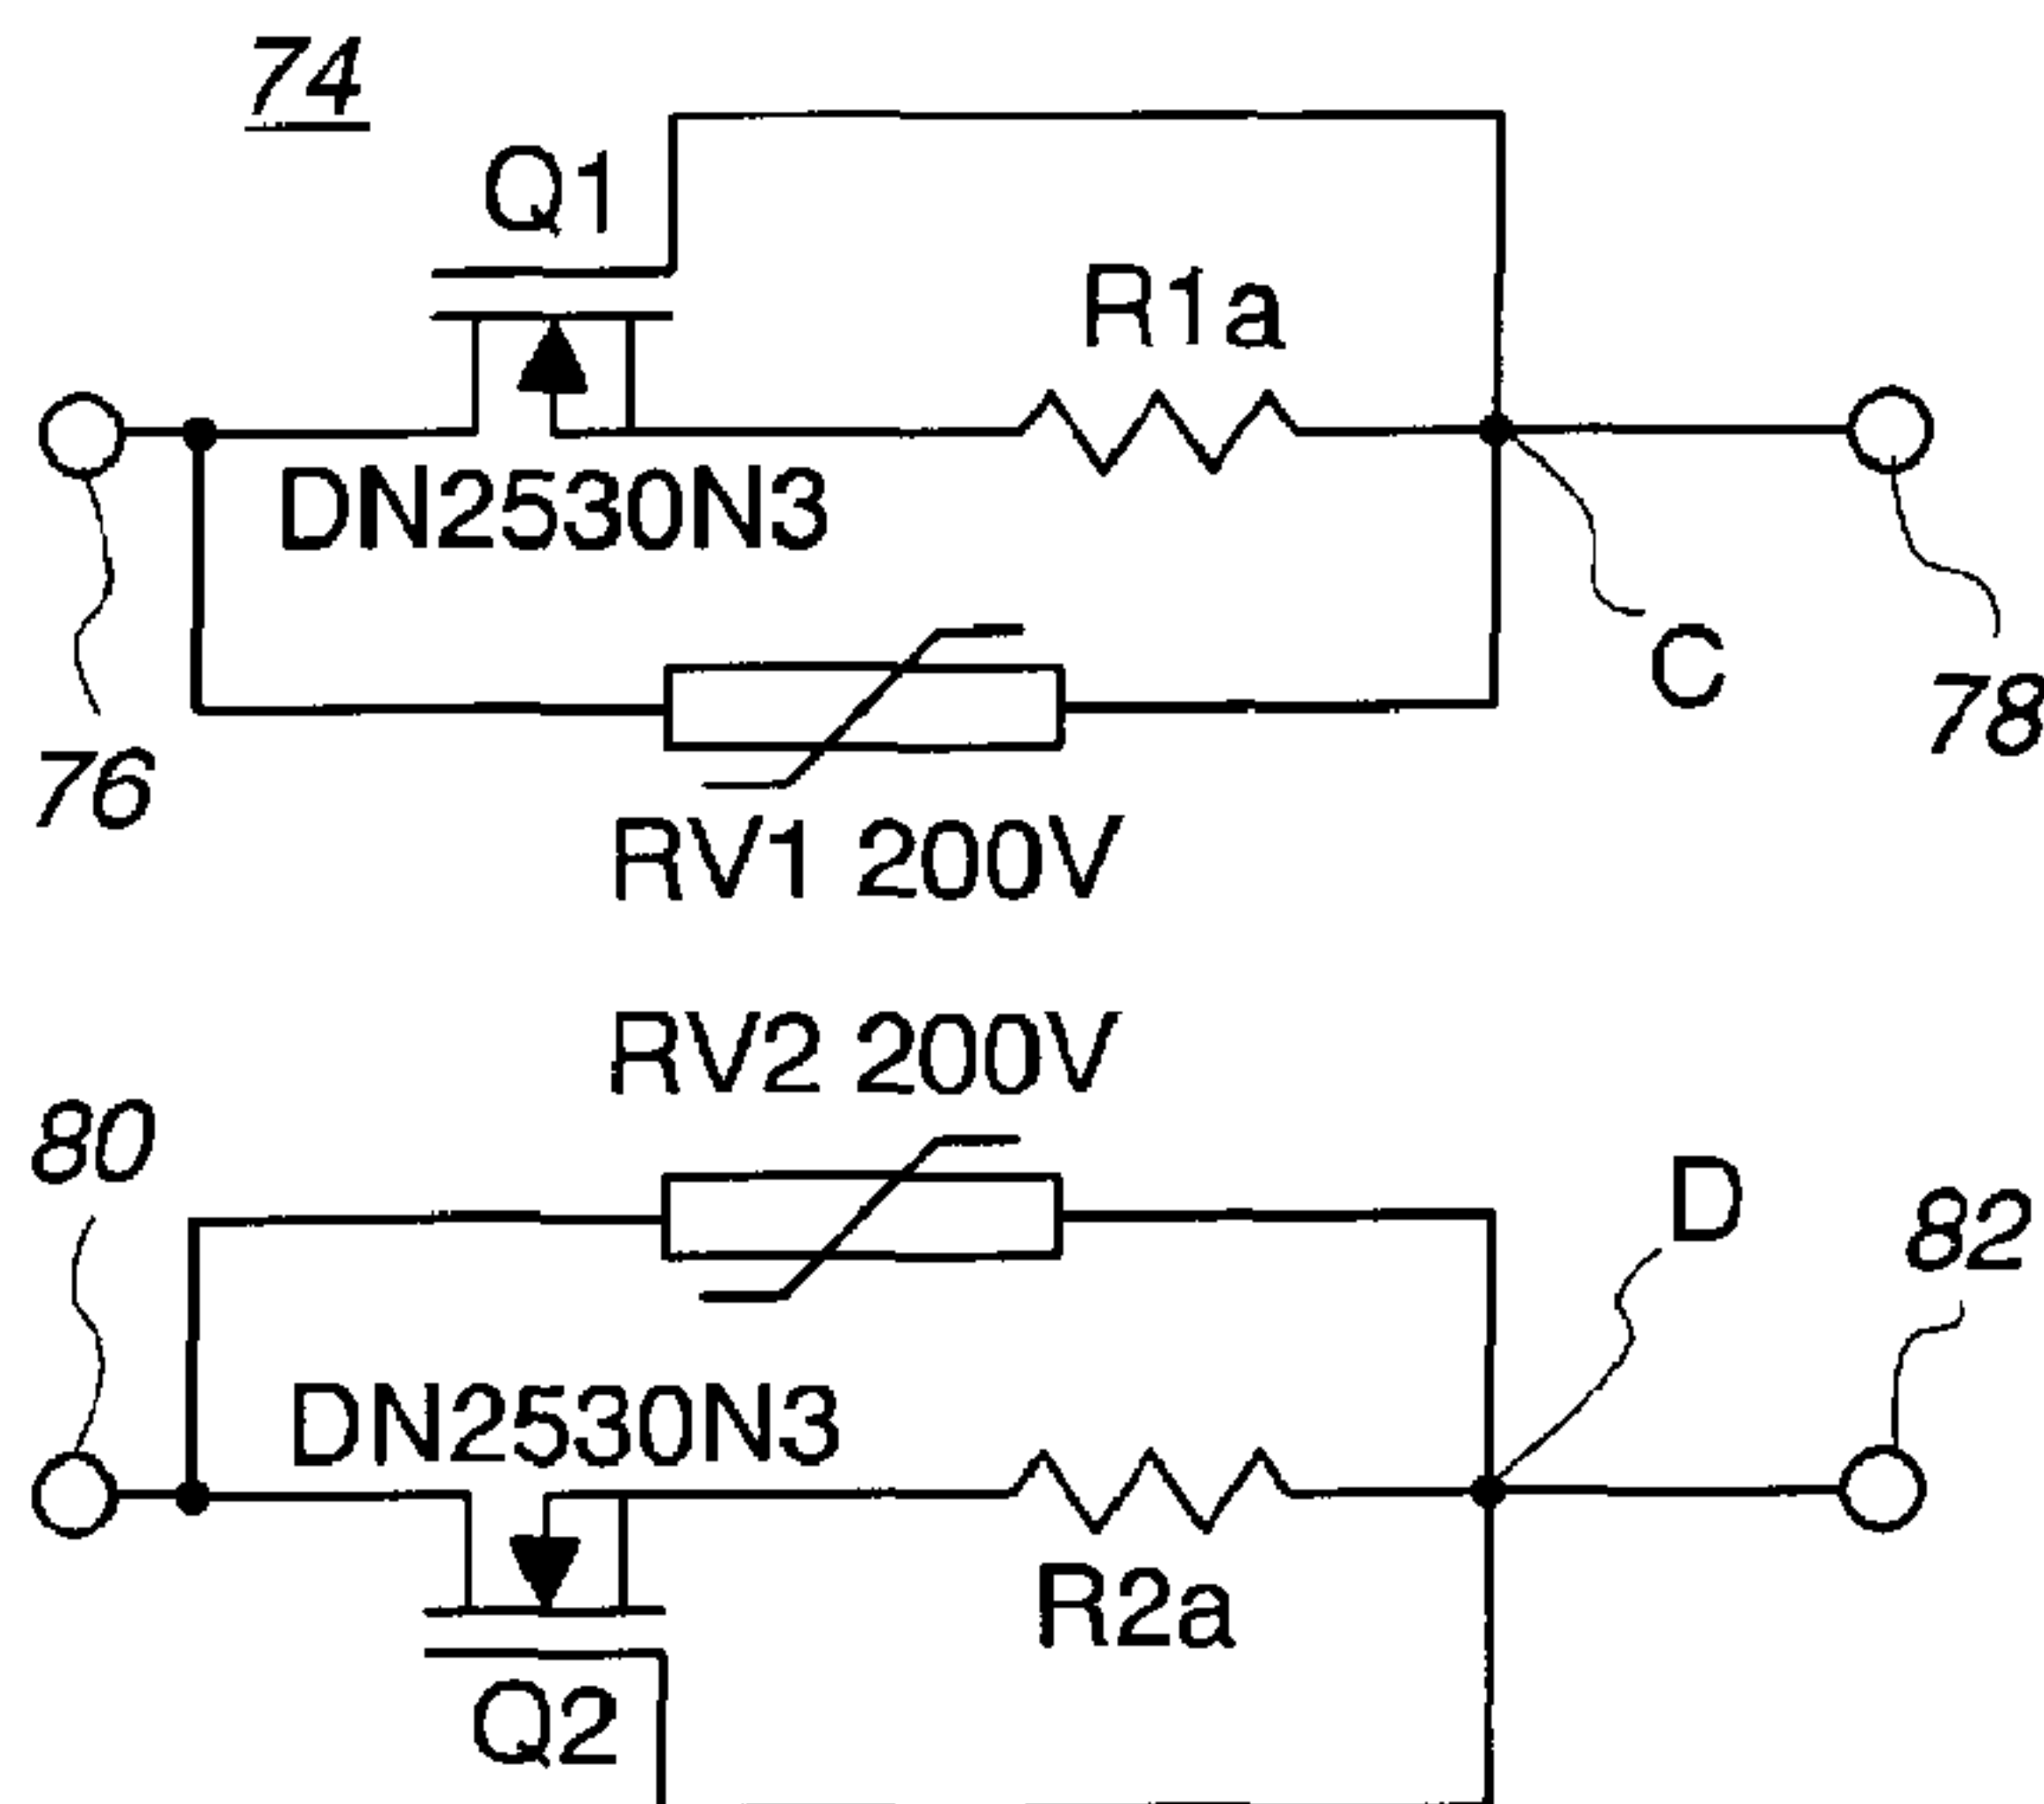 74
Q1
R1a
DN2530N3
C
78
76
RV1 200V
RV2 200V
80
D
82
DN2530N3
R2a
Q2